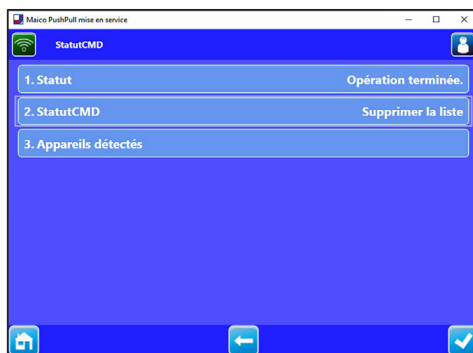 Maico PushPull mise en service
StatutCMD
1. Statut Opération terminée.
2. StatutCMD Supprimer la liste
3. Appareils détectés